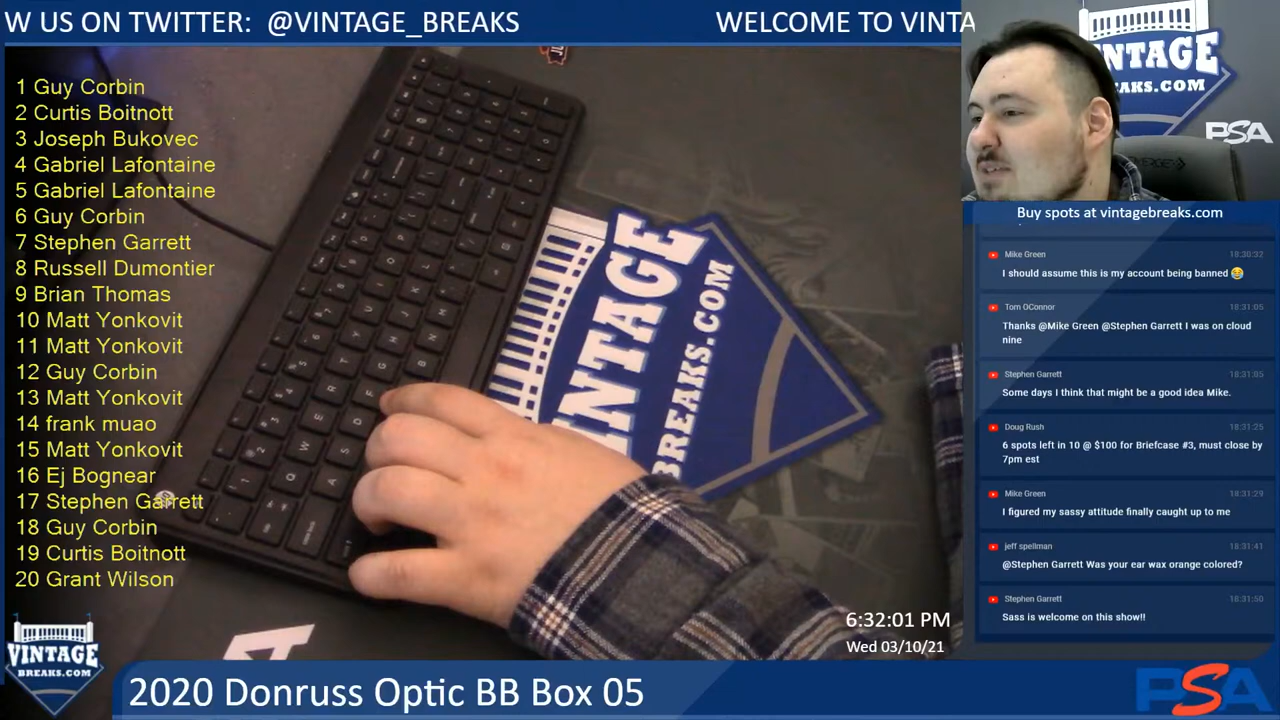 W US ON TWITTER: @VINTAGE_BREAKS
WELCOME TO VINTA
1 Guy Corbin
2 Curtis Boitnott
3 Joseph Bukovec
4 Gabriel Lafontaine
5 Gabriel Lafontaine
6 Guy Corbin
7 Stephen Garrett
8 Russell Dumontier
9 Brian Thomas
10 Matt Yonkovit
11 Matt Yonkovit
12 Guy Corbin
13 Matt Yonkovit
14 frank muao
15 Matt Yonkovit
16 Ej Bognear
17 Stephen Garrett
18 Guy Corbin
19 Curtis Boitnott
20 Grant Wilson
VINTAGE
BREAKS.COM
VINTAGE
AKS.COM
PSA
Buy spots at vintagebreaks.com
Mike Green 18:30:32
I should assume this is my account being banned 😂
Tom OConnor 18:31:05
Thanks @Mike Green @Stephen Garrett I was on cloud
nine
Stephen Garrett 18:31:05
Some days I think that might be a good idea Mike.
Doug Rush 18:31:25
6 spots left in 10 @ $100 for Briefcase #3, must close by
7pm est
Mike Green 18:31:29
I figured my sassy attitude finally caught up to me
jeff spellman 18:31:41
@Stephen Garrett Was your ear wax orange colored?
Stephen Garrett 18:31:50
Sass is welcome on this show!!
6:32:01 PM
Wed 03/10/21
VINTAGE
BREAKS.COM
2020 Donruss Optic BB Box 05
PSA